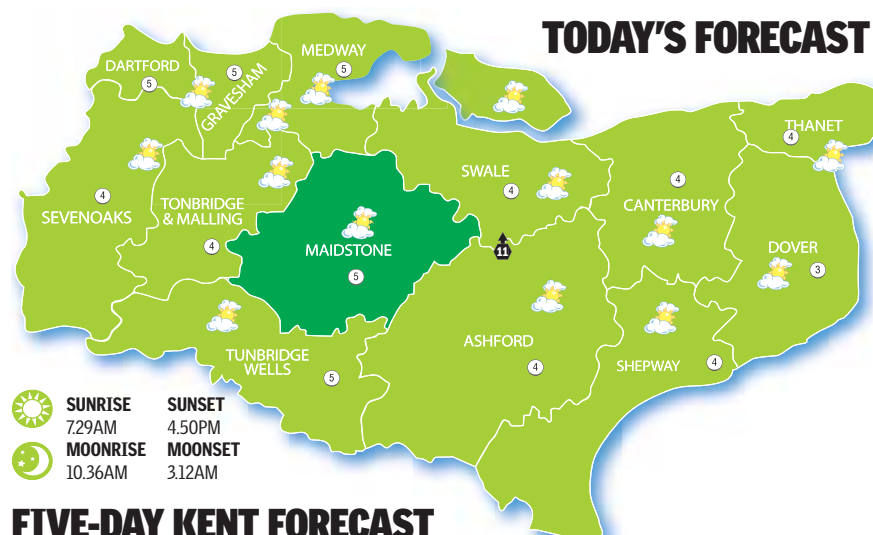 TODAY'S FORECAST
MEDWAY
5
DARTFORD
5
GRAVESHAM
5
THANET
4
SWALE
4
CANTERBURY
4
SEVENOAKS
4
TONBRIDGE
& MALLING
4
MAIDSTONE
5
11
DOVER
3
ASHFORD
4
SHEPWAY
4
TUNBRIDGE
WELLS
5
SUNRISE SUNSET
7.29AM 4.50PM
MOONRISE MOONSET
10.36AM 3.12AM
FIVE-DAY KENT FORECAST